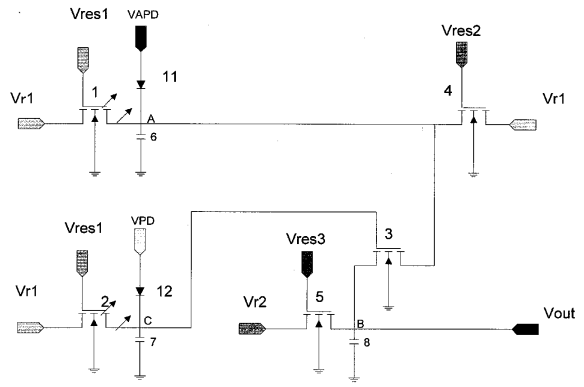 Vres1 VAPD Vres2
11
1 4
Vr1 A Vr1
6
Vres1 VPD 3
Vres3
2 12
Vr1 C Vr2 5 B Vout
7 8